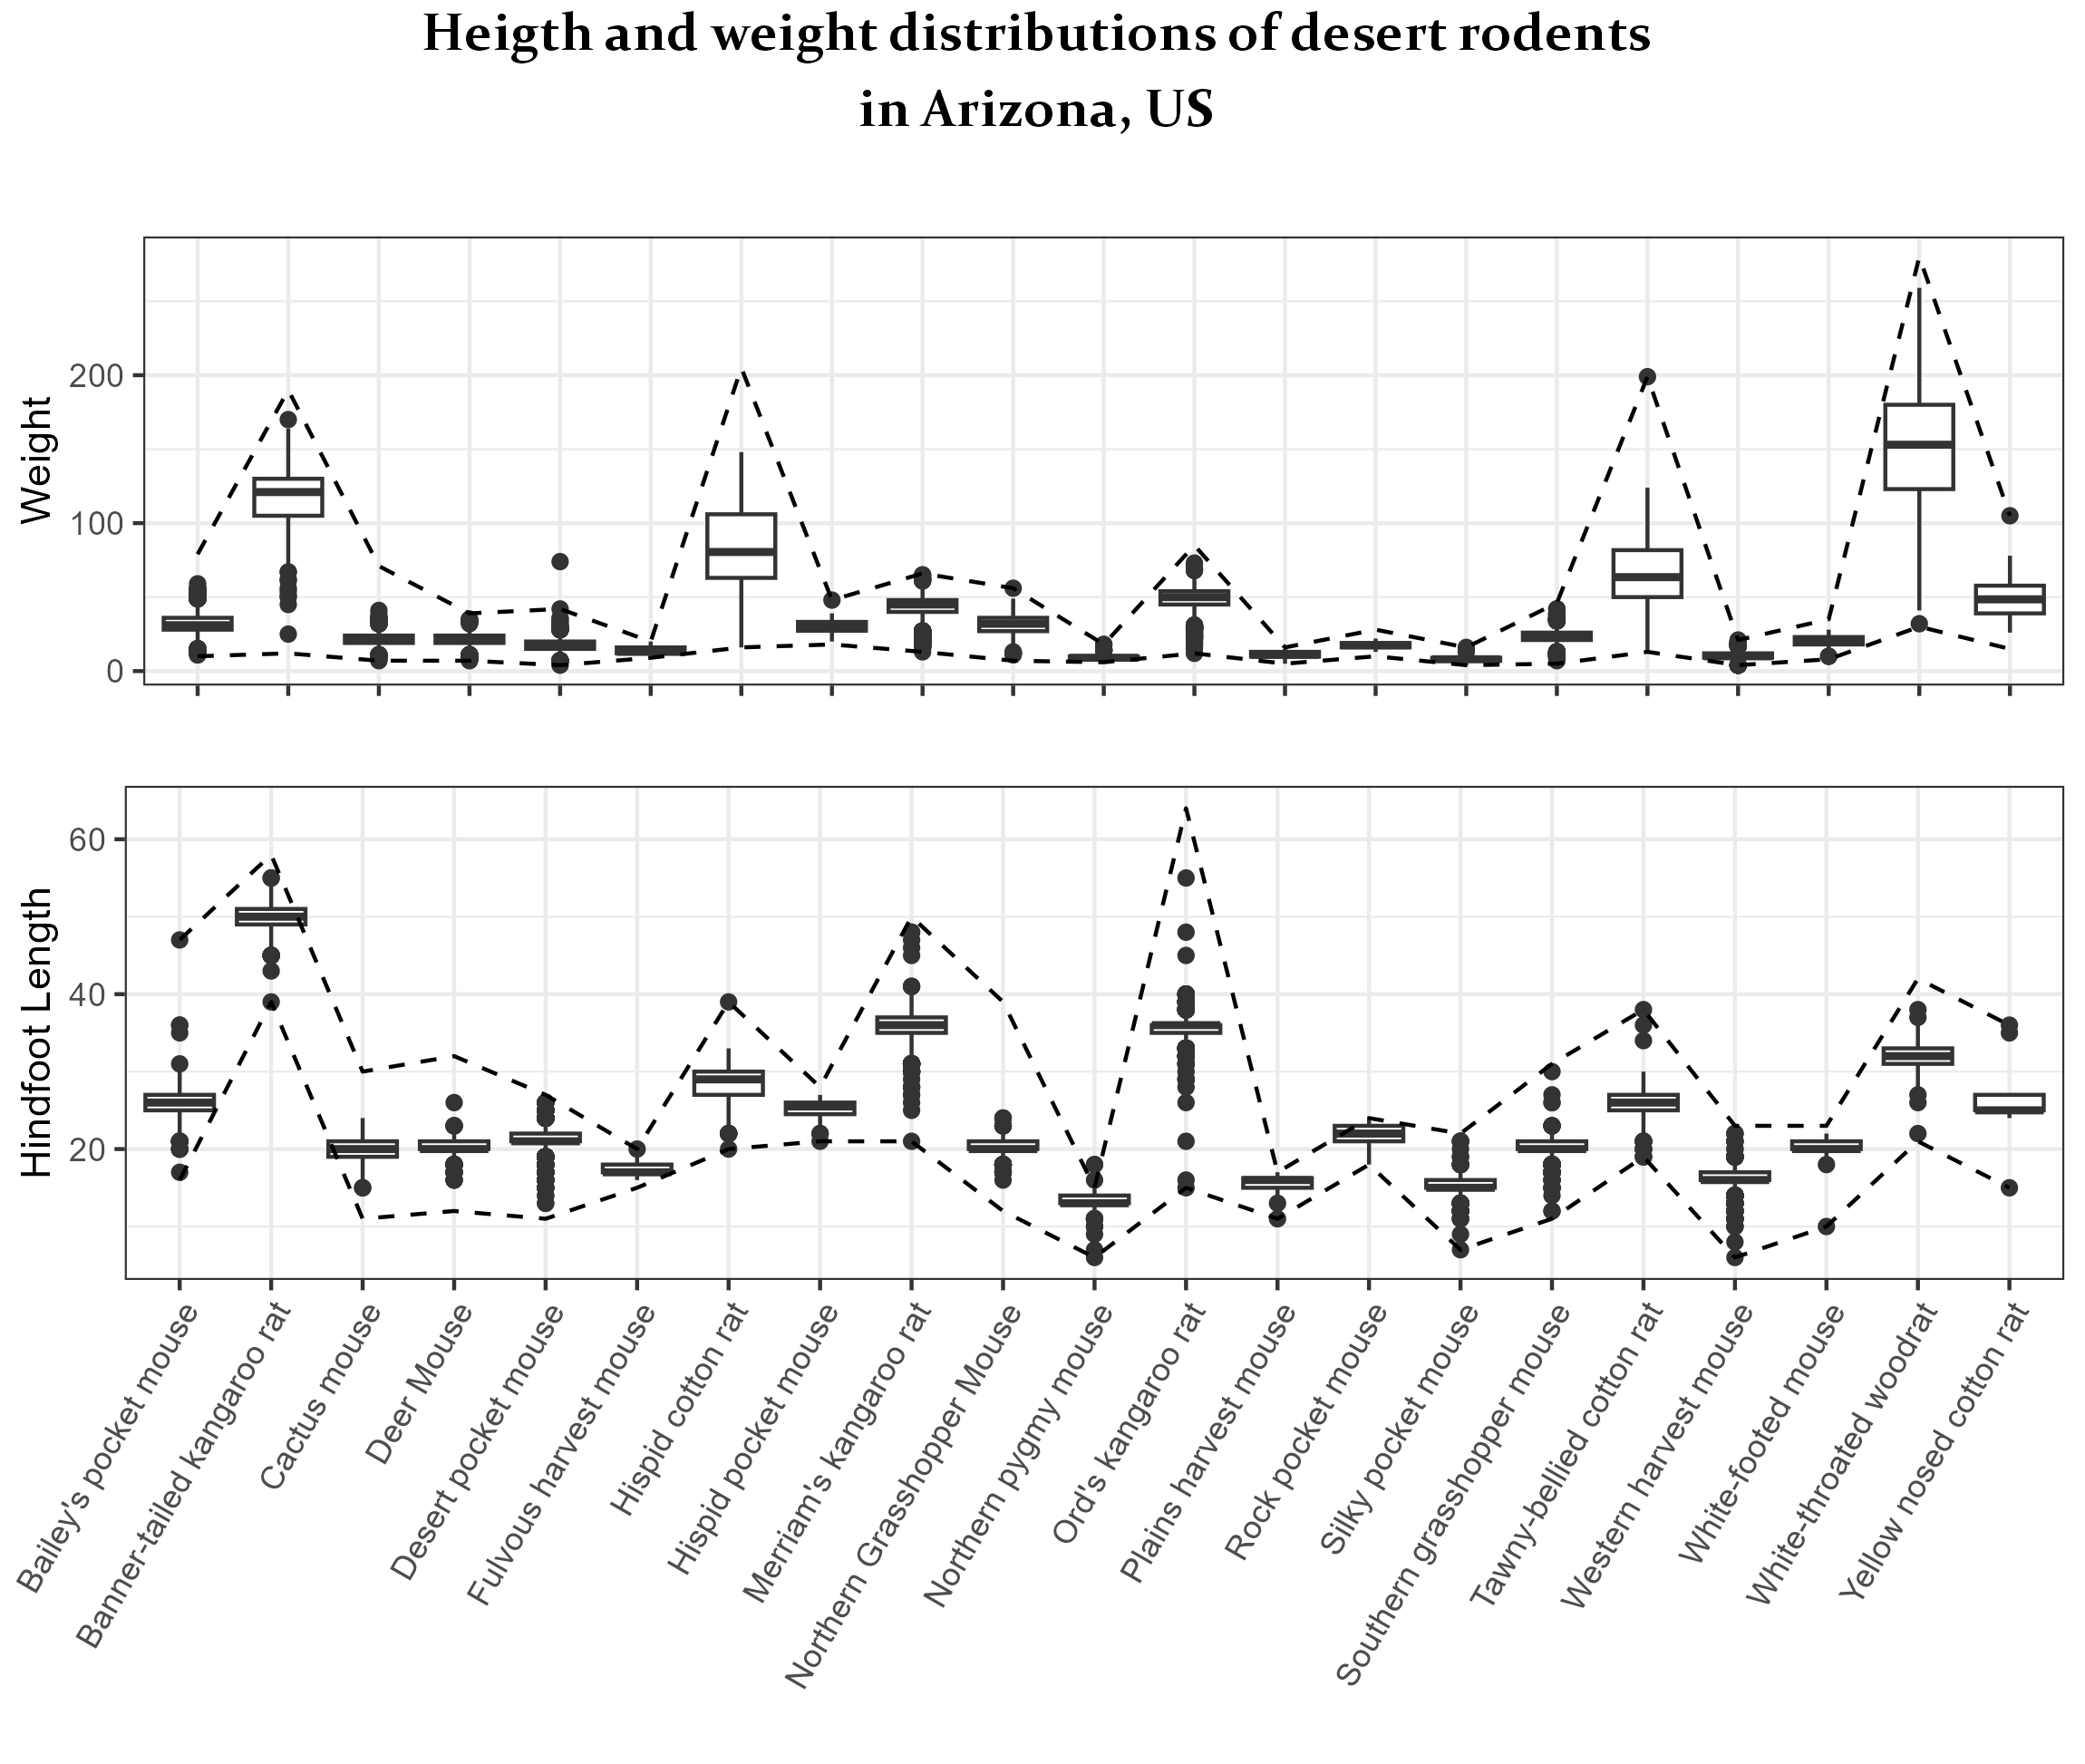 Heigth and weight distributions of desert rodents
in Arizona, US
Weight
200
100
0
Hindfoot Length
60
40
20
Bailey's pocket mouse
Banner-tailed kangaroo rat
Cactus mouse
Deer Mouse
Desert pocket mouse
Fulvous harvest mouse
Hispid cotton rat
Hispid pocket mouse
Merriam's kangaroo rat
Northern Grasshopper Mouse
Northern pygmy mouse
Ord's kangaroo rat
Plains harvest mouse
Rock pocket mouse
Silky pocket mouse
Southern grasshopper mouse
Tawny-bellied cotton rat
Western harvest mouse
White-footed mouse
White-throated woodrat
Yellow nosed cotton rat